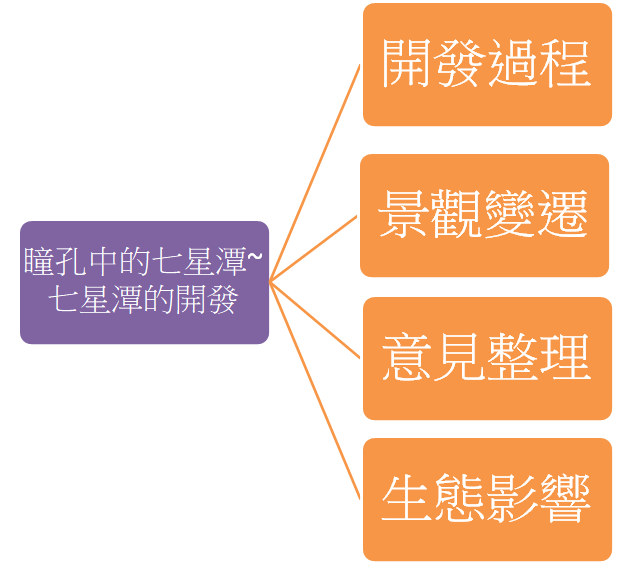 瞳孔中的七星潭~
七星潭的開發
開發過程
景觀變遷
意見整理
生態影響